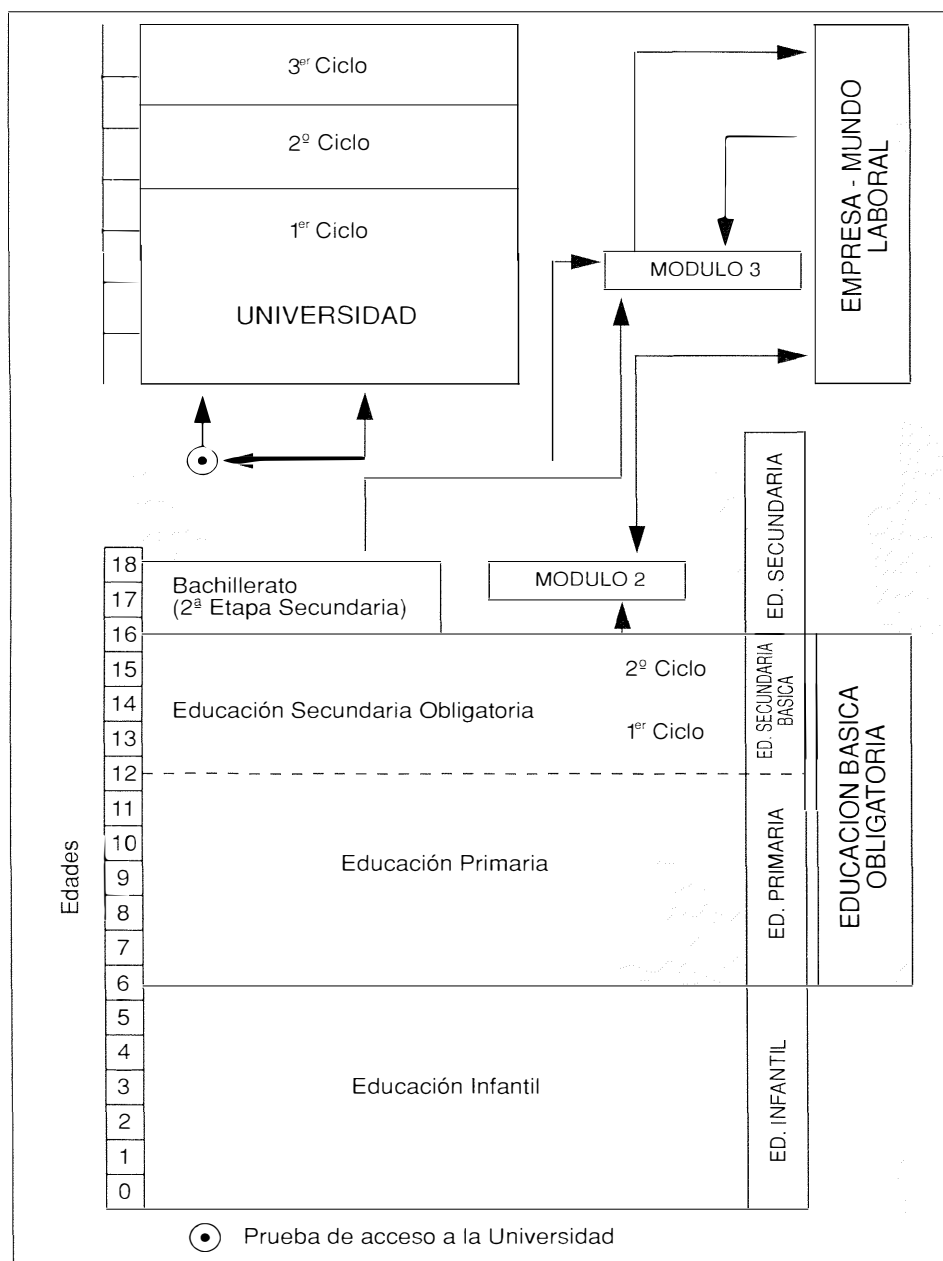 3er Ciclo
2º Ciclo
1er Ciclo
UNIVERSIDAD
MODULO 3
EMPRESA - MUNDO
LABORAL
18
17
16
15
14
13
12
11
10
9
8
7
6
5
4
3
2
1
0
Edades
Bachillerato
(2ª Etapa Secundaria)
MODULO 2
2º Ciclo
Educación Secundaria Obligatoria
1er Ciclo
Educación Primaria
Educación Infantil
ED. SECUNDARIA
ED. SECUNDARIA
BASICA
ED. PRIMARIA
ED. INFANTIL
EDUCACION BASICA
OBLIGATORIA
Prueba de acceso a la Universidad